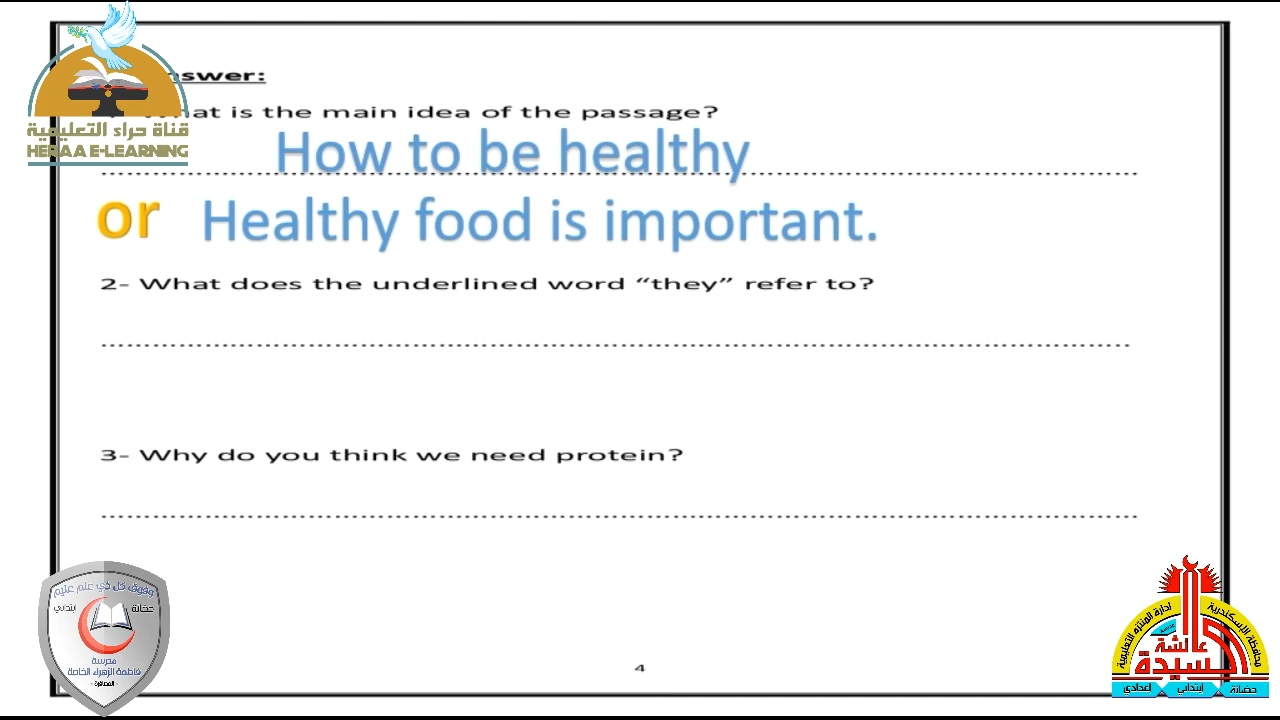 nswer:
What is the main idea of the passage?
How to be healthy
or Healthy food is important.
2- What does the underlined word “they” refer to?
3- Why do you think we need protein?
4
قناة حراء التعليمية
HERAA E-LEARNING
وفوق كل ذي علم عليم
ابتدائي حضانة
مدرسة
فاطمة الزهراء الخاصة
محافظة الإسكندرية
إدارة المنتزه التعليمية
مدرسة
السيدة عائشة
حضانة ابتدائي إعدادي